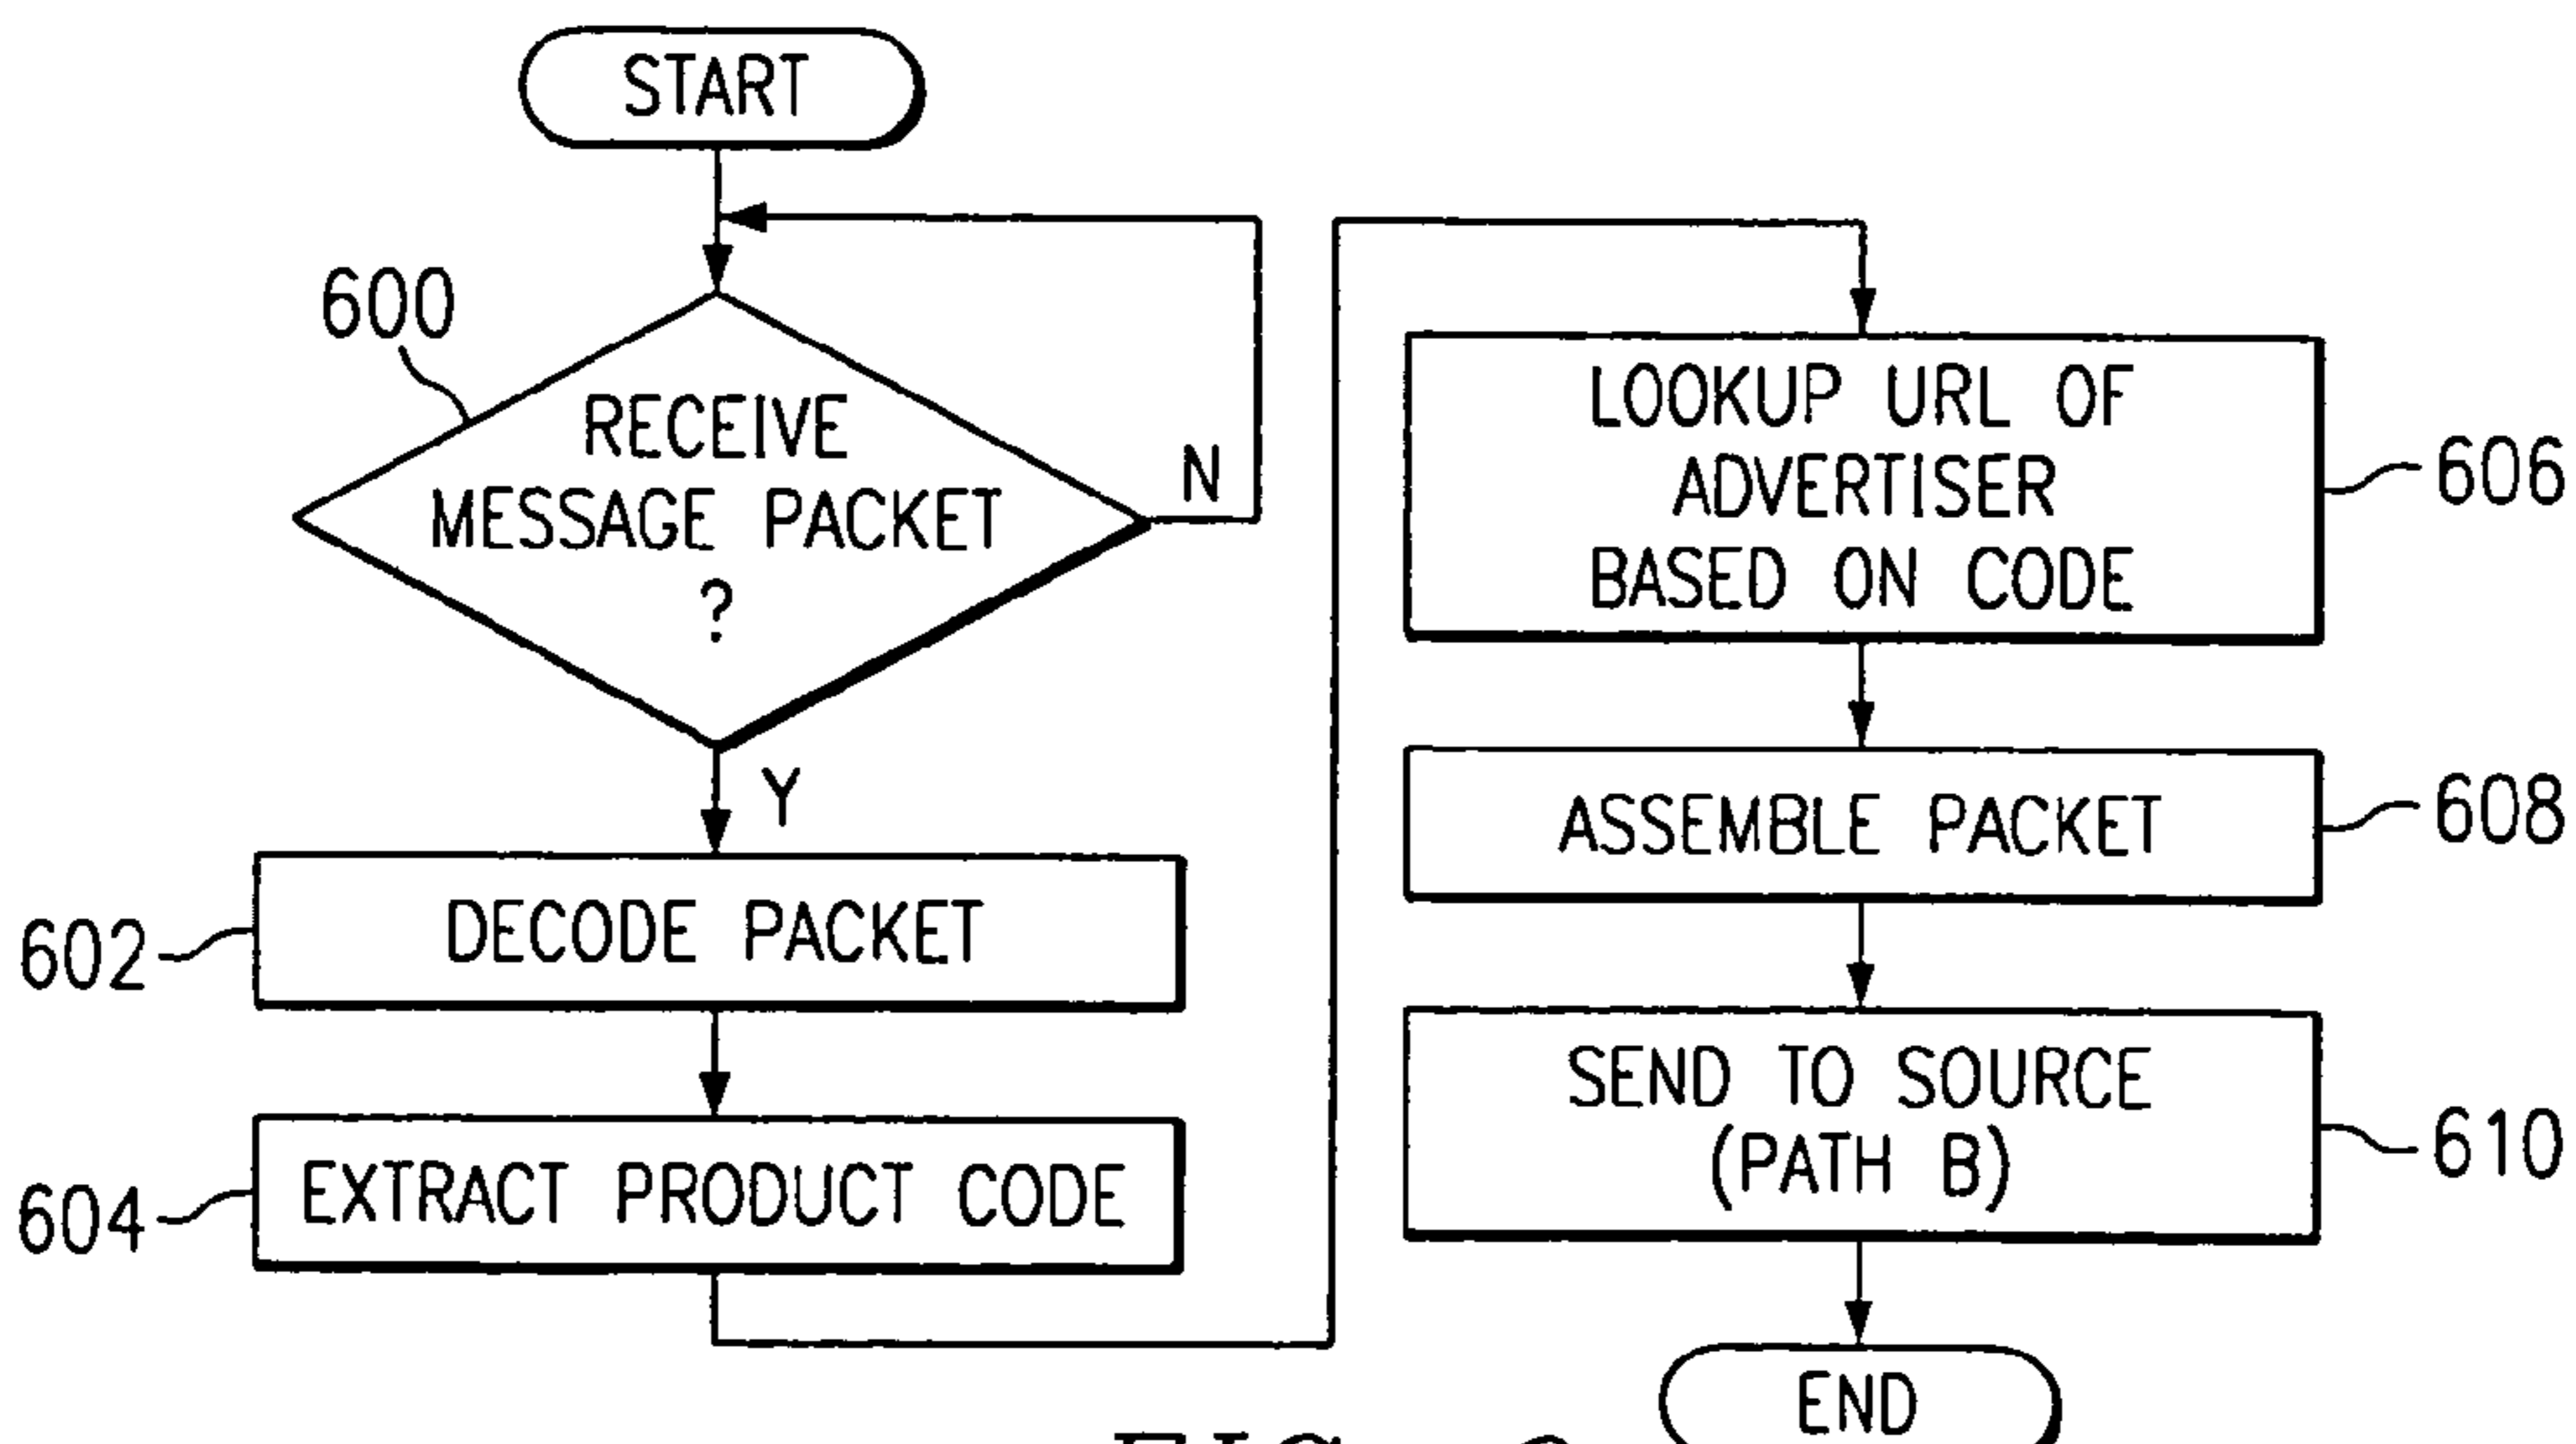 START
600
RECEIVE
MESSAGE PACKET
?
N
Y
602
DECODE PACKET
604
EXTRACT PRODUCT CODE
LOOKUP URL OF
ADVERTISER
BASED ON CODE
606
ASSEMBLE PACKET
608
SEND TO SOURCE
(PATH B)
610
END